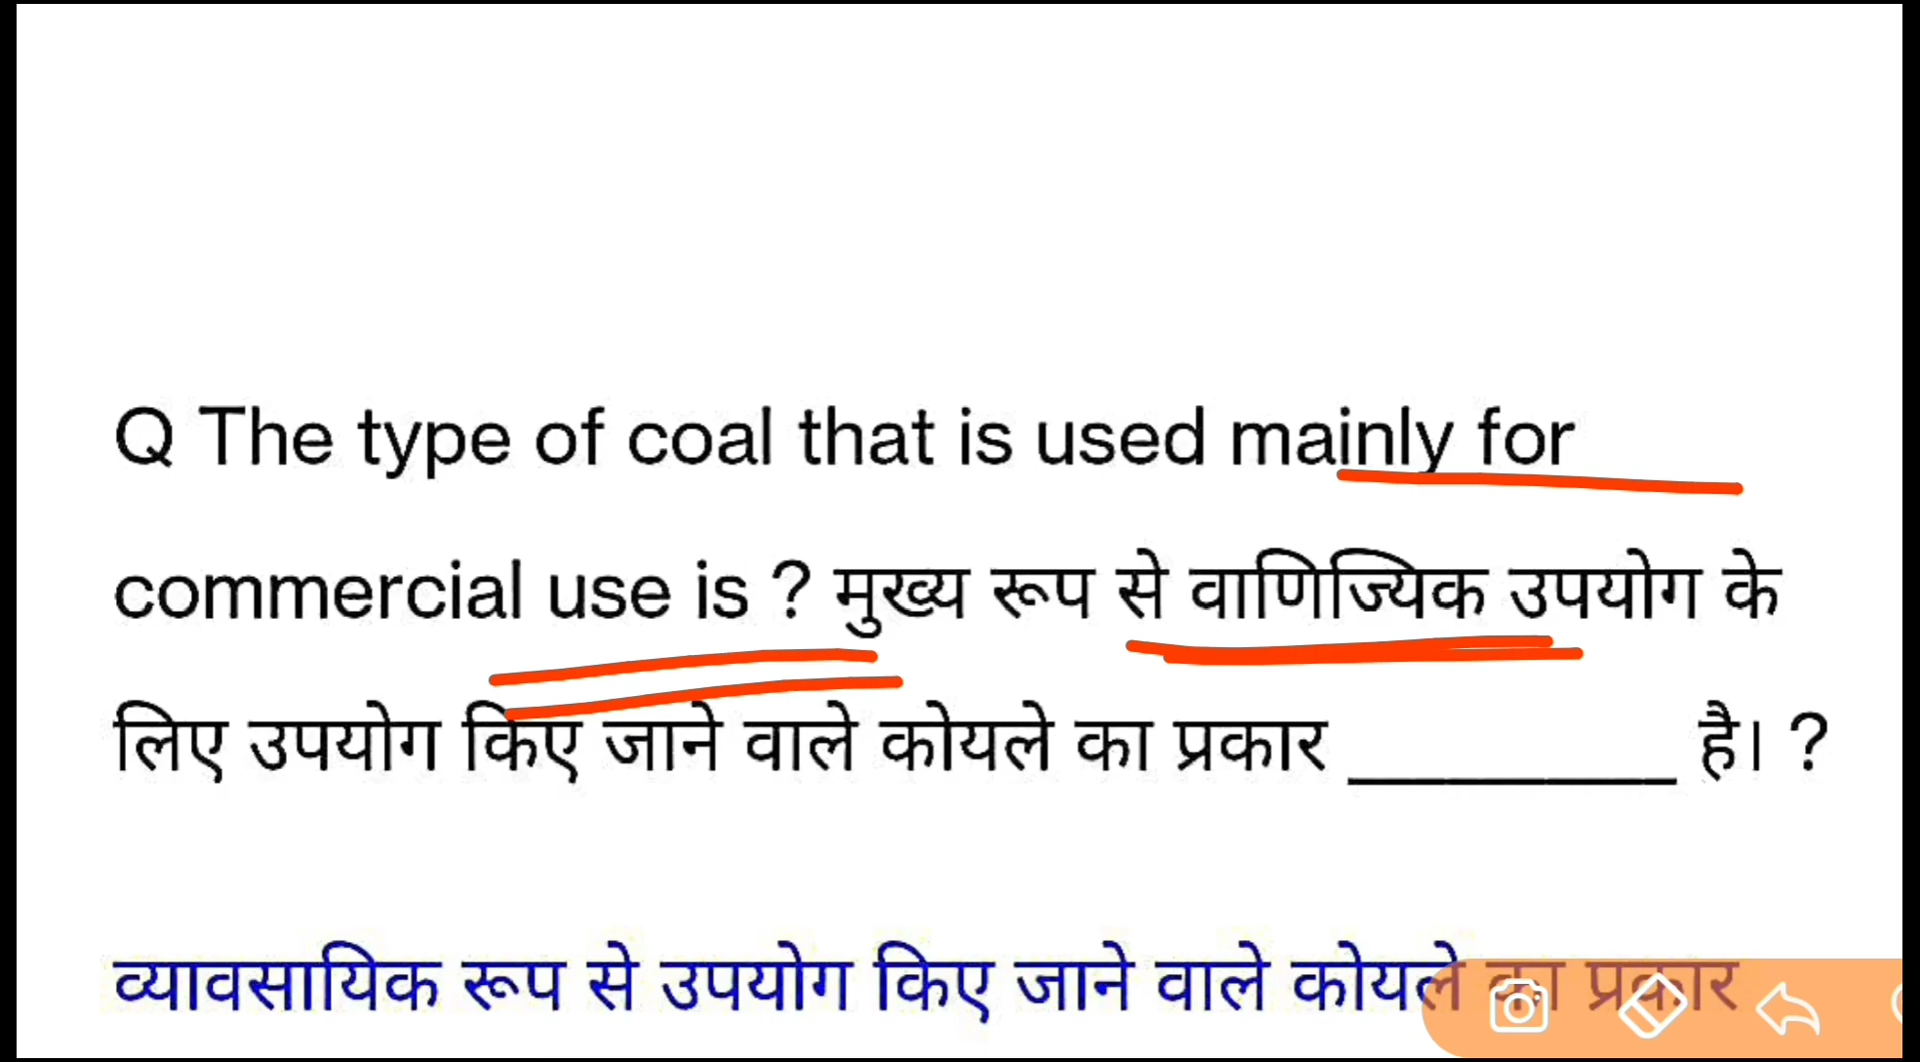 Q The type of coal that is used mainly for
commercial use is ? मुख्य रूप से वाणिज्यिक उपयोग के
लिए उपयोग किए जाने वाले कोयले का प्रकार ________ है। ?
व्यावसायिक रूप से उपयोग किए जाने वाले कोयले का प्रकार